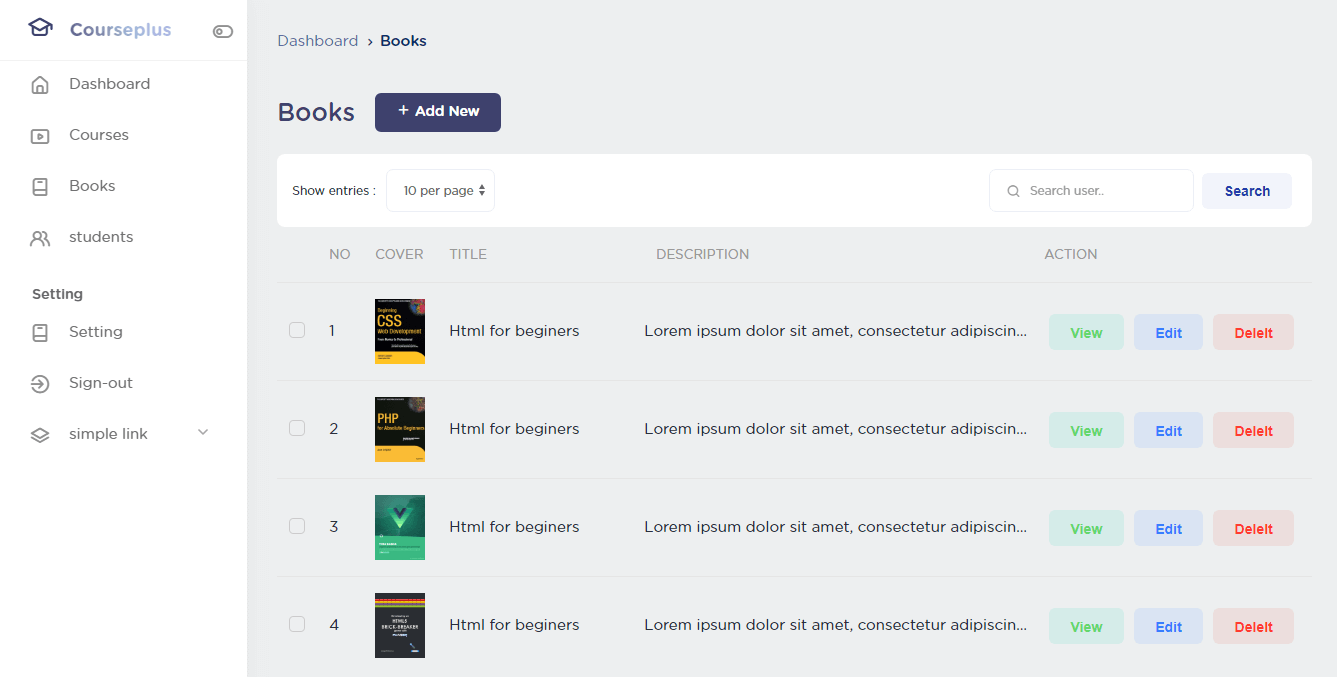 Courseplus
Dashboard
Courses
Books
students
Setting
Setting
Sign-out
simple link
Dashboard › Books
Books
+ Add New
Show entries : 10 per page
Search user.. Search
NO COVER TITLE DESCRIPTION ACTION
Beginning
CSS
Web Development
From Novice to Professional
1 Html for beginers Lorem ipsum dolor sit amet, consectetur adipiscin... View Edit Delelt
PHP
for Absolute Beginners
2 Html for beginers Lorem ipsum dolor sit amet, consectetur adipiscin... View Edit Delelt
3 Html for beginers Lorem ipsum dolor sit amet, consectetur adipiscin... View Edit Delelt
HTML5
BRICK-BREAKER
4 Html for beginers Lorem ipsum dolor sit amet, consectetur adipiscin... View Edit Delelt